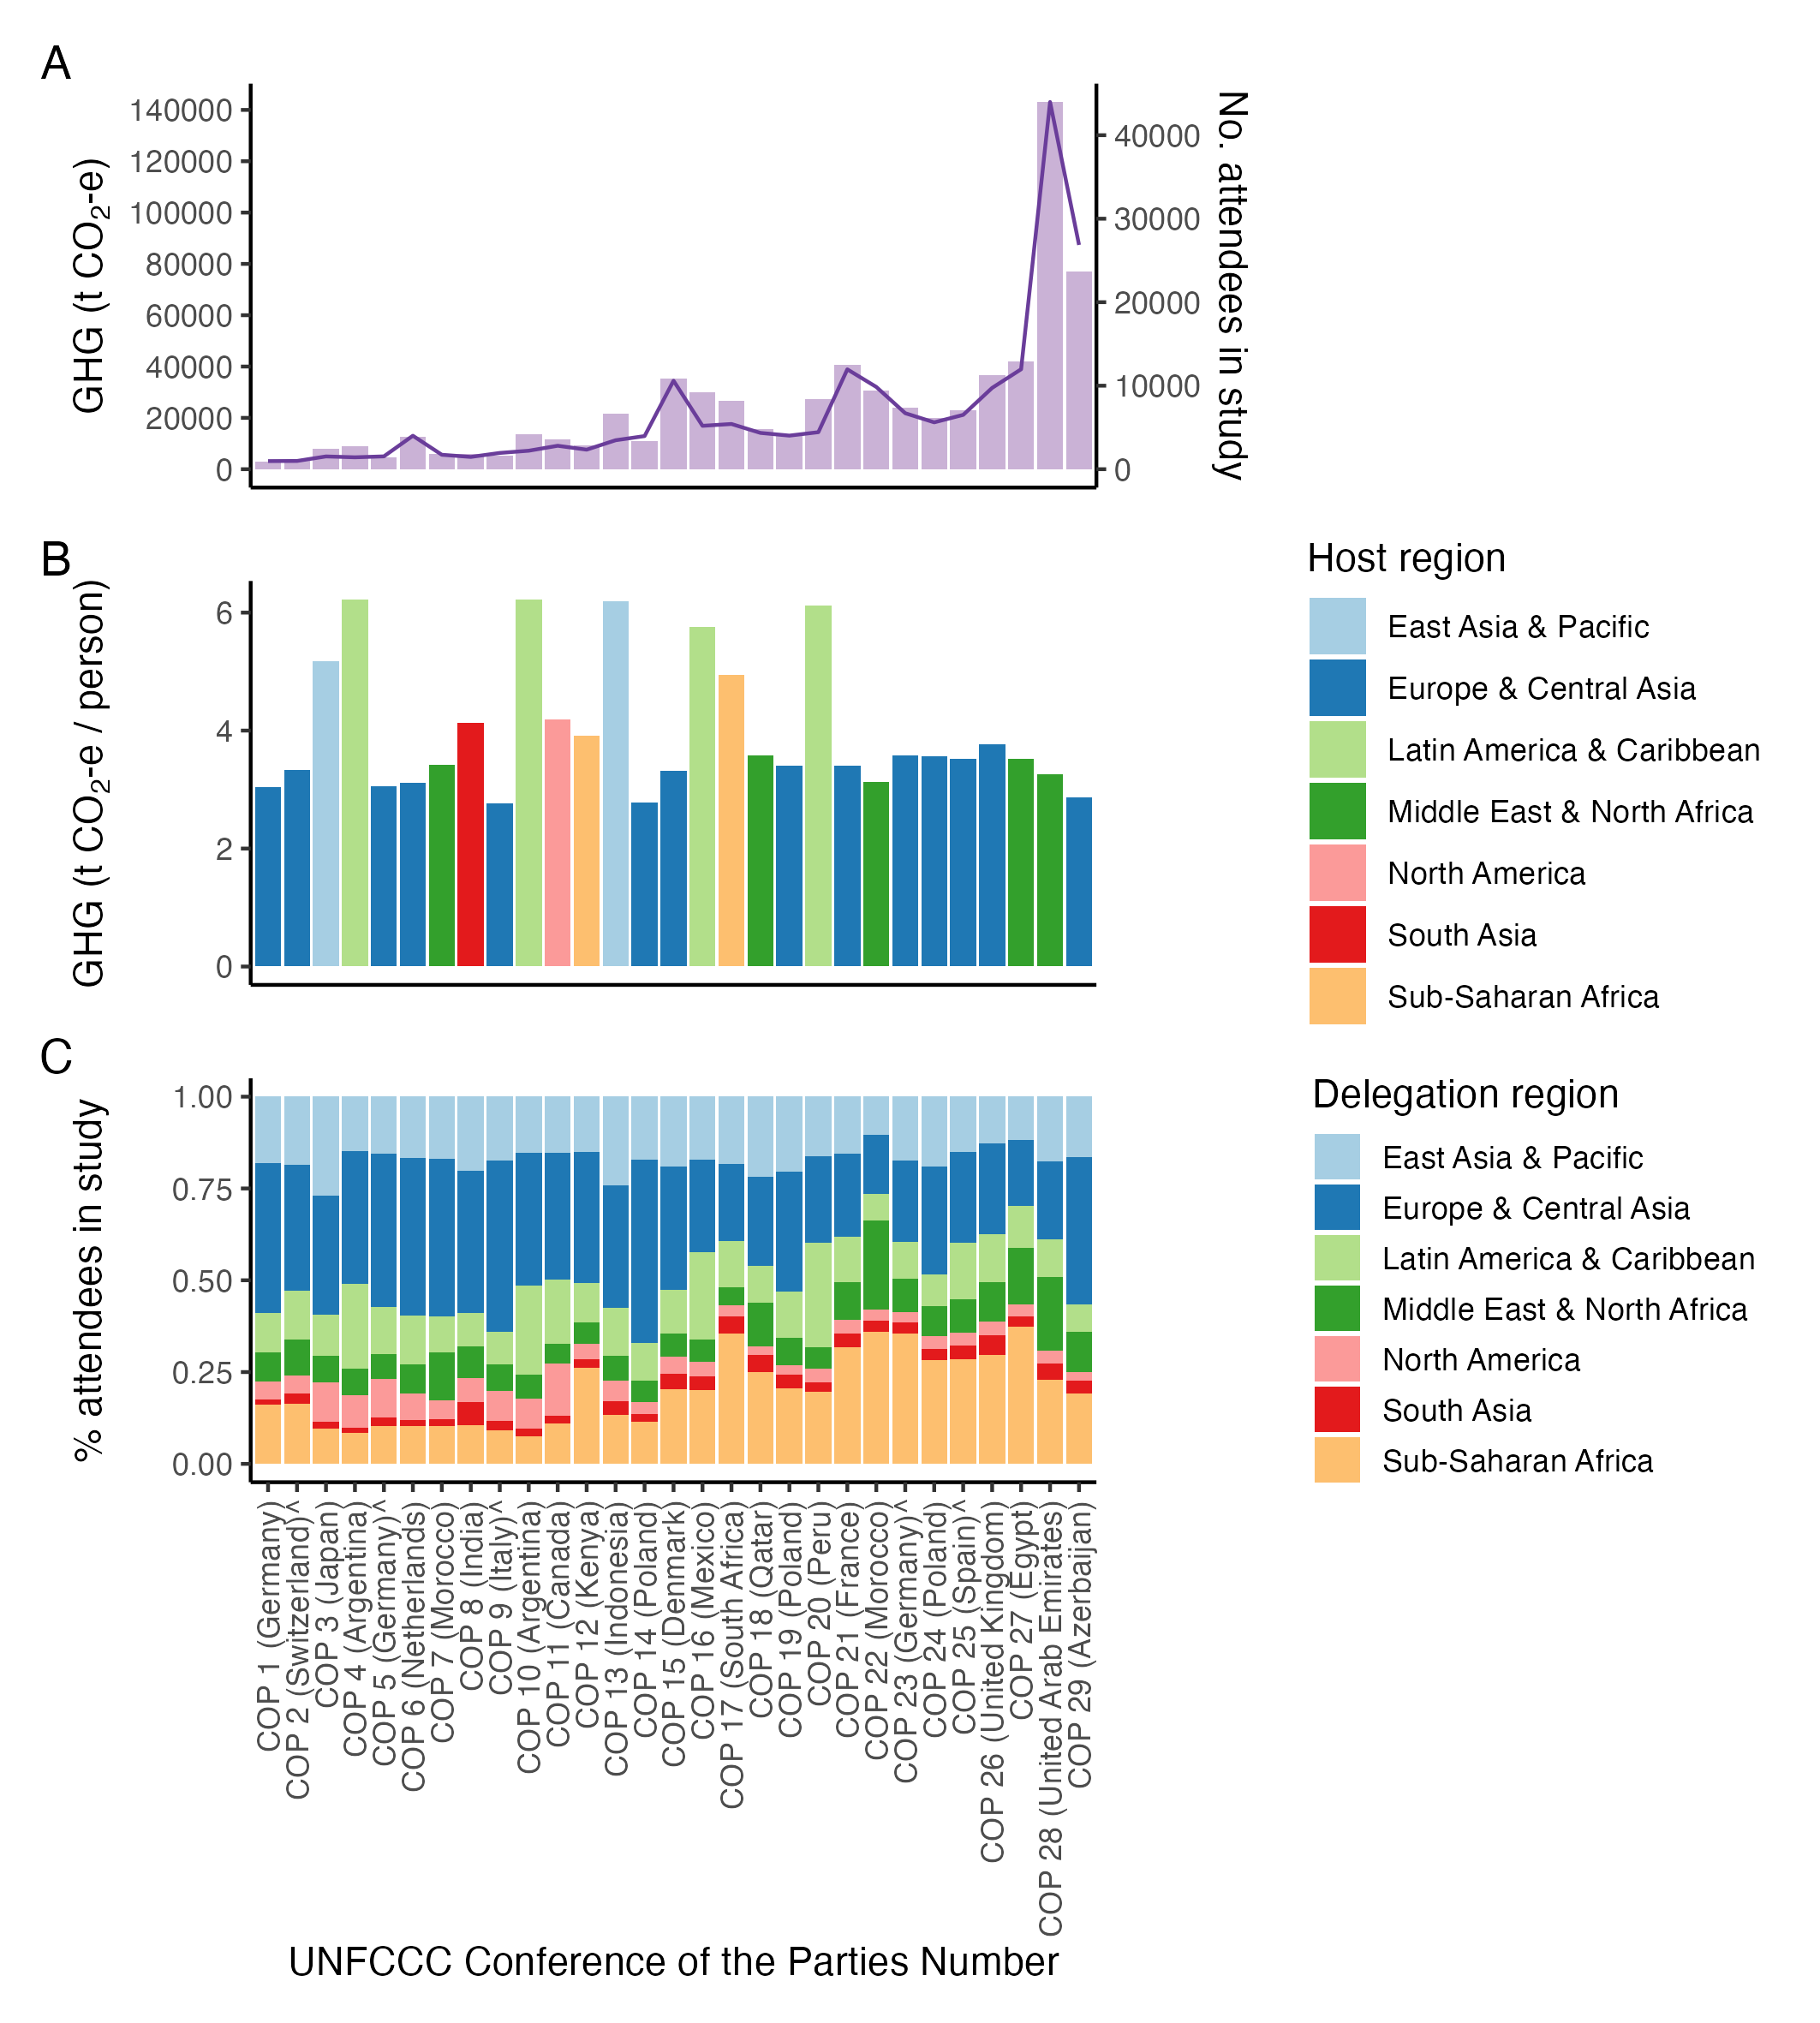 A
GHG (t CO₂-e)
140000
120000
100000
80000
60000
40000
20000
0
40000
30000
20000
10000
0
No. attendees in study
B
GHG (t CO₂-e / person)
6
4
2
0
Host region
East Asia & Pacific
Europe & Central Asia
Latin America & Caribbean
Middle East & North Africa
North America
South Asia
Sub-Saharan Africa
C
% attendees in study
1.00
0.75
0.50
0.25
0.00
Delegation region
East Asia & Pacific
Europe & Central Asia
Latin America & Caribbean
Middle East & North Africa
North America
South Asia
Sub-Saharan Africa
COP 1 (Germany)
COP 2 (Switzerland)^
COP 3 (Japan)
COP 4 (Argentina)
COP 5 (Germany)^
COP 6 (Netherlands)
COP 7 (Morocco)
COP 8 (India)
COP 9 (Italy)^
COP 10 (Argentina)
COP 11 (Canada)
COP 12 (Kenya)
COP 13 (Indonesia)
COP 14 (Poland)
COP 15 (Denmark)
COP 16 (Mexico)
COP 17 (South Africa)
COP 18 (Qatar)
COP 19 (Poland)
COP 20 (Peru)
COP 21 (France)
COP 22 (Morocco)
COP 23 (Germany)^
COP 24 (Poland)
COP 25 (Spain)^
COP 26 (United Kingdom)
COP 27 (Egypt)
COP 28 (United Arab Emirates)
COP 29 (Azerbaijan)
UNFCCC Conference of the Parties Number